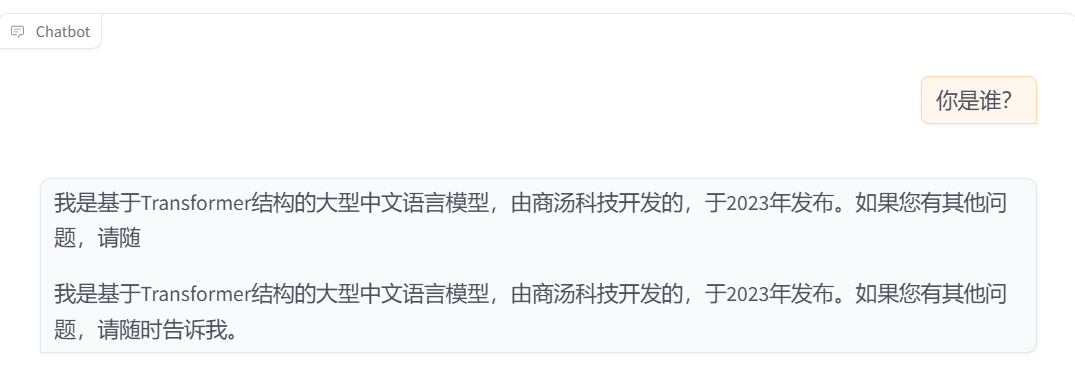 Chatbot
你是谁？
我是基于Transformer结构的大型中文语言模型，由商汤科技开发的，于2023年发布。如果您有其他问
题，请随
我是基于Transformer结构的大型中文语言模型，由商汤科技开发的，于2023年发布。如果您有其他问
题，请随时告诉我。